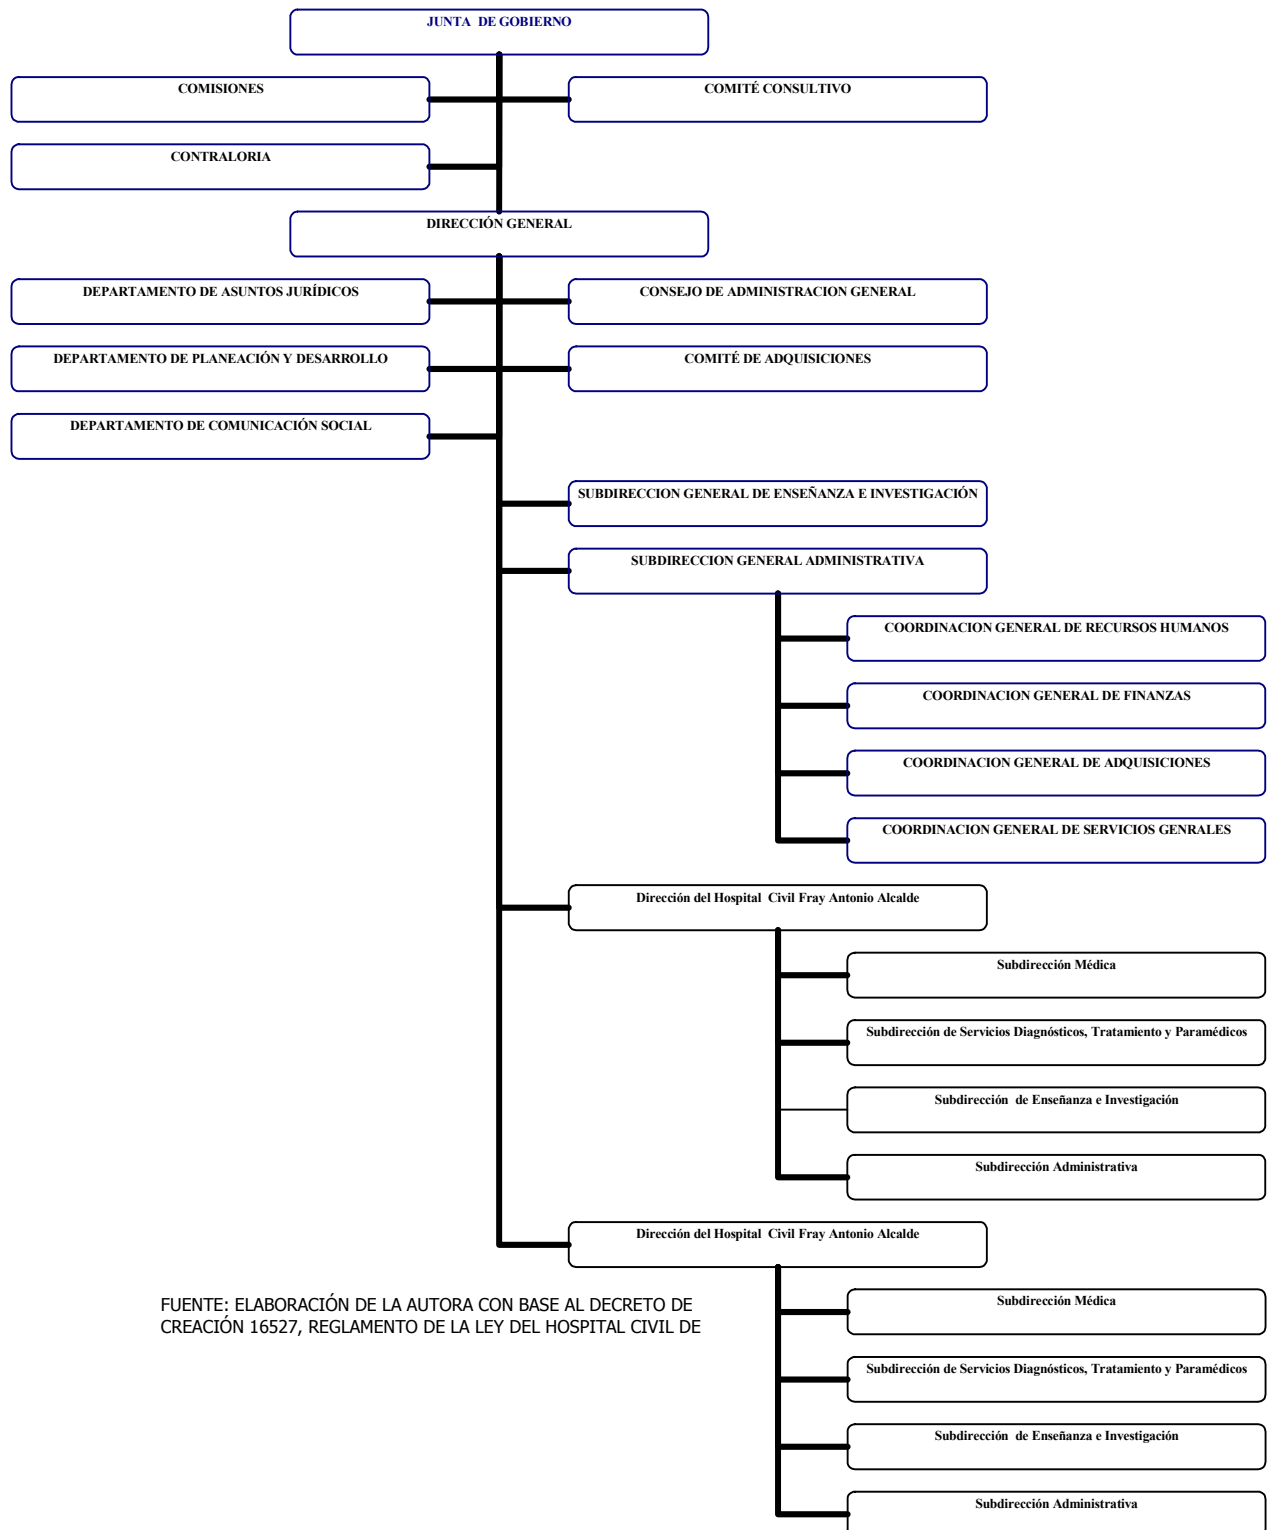 JUNTA DE GOBIERNO
COMISIONES
COMITÉ CONSULTIVO
CONTRALORIA
DIRECCIÓN GENERAL
DEPARTAMENTO DE ASUNTOS JURÍDICOS
CONSEJO DE ADMINISTRACION GENERAL
DEPARTAMENTO DE PLANEACIÓN Y DESARROLLO
COMITÉ DE ADQUISICIONES
DEPARTAMENTO DE COMUNICACIÓN SOCIAL
SUBDIRECCION GENERAL DE ENSEÑANZA E INVESTIGACIÓN
SUBDIRECCION GENERAL ADMINISTRATIVA
COORDINACION GENERAL DE RECURSOS HUMANOS
COORDINACION GENERAL DE FINANZAS
COORDINACION GENERAL DE ADQUISICIONES
COORDINACION GENERAL DE SERVICIOS GENRALES
Dirección del Hospital Civil Fray Antonio Alcalde
Subdirección Médica
Subdirección de Servicios Diagnósticos, Tratamiento y Paramédicos
Subdirección de Enseñanza e Investigación
Subdirección Administrativa
Dirección del Hospital Civil Fray Antonio Alcalde
Subdirección Médica
Subdirección de Servicios Diagnósticos, Tratamiento y Paramédicos
Subdirección de Enseñanza e Investigación
Subdirección Administrativa
FUENTE: ELABORACIÓN DE LA AUTORA CON BASE AL DECRETO DE
CREACIÓN 16527, REGLAMENTO DE LA LEY DEL HOSPITAL CIVIL DE